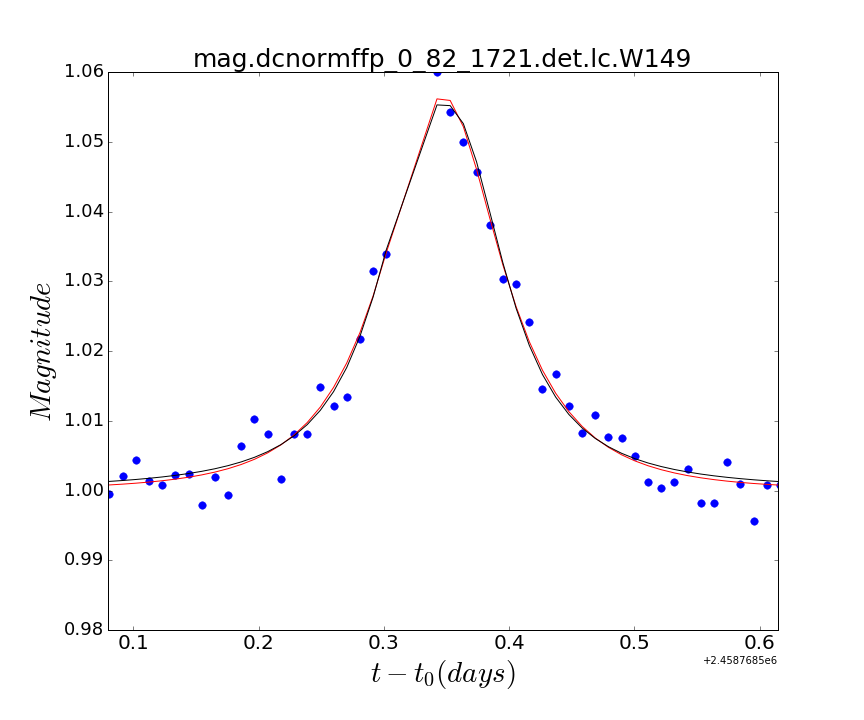 mag.dcnormffp_0_82_1721.det.lc.W149
1.06
1.05
1.04
1.03
1.02
1.01
1.00
0.99
0.98
Magnitude
0.1 0.2 0.3 0.4 0.5 0.6
+2.4587685e6
t − t₀(days)